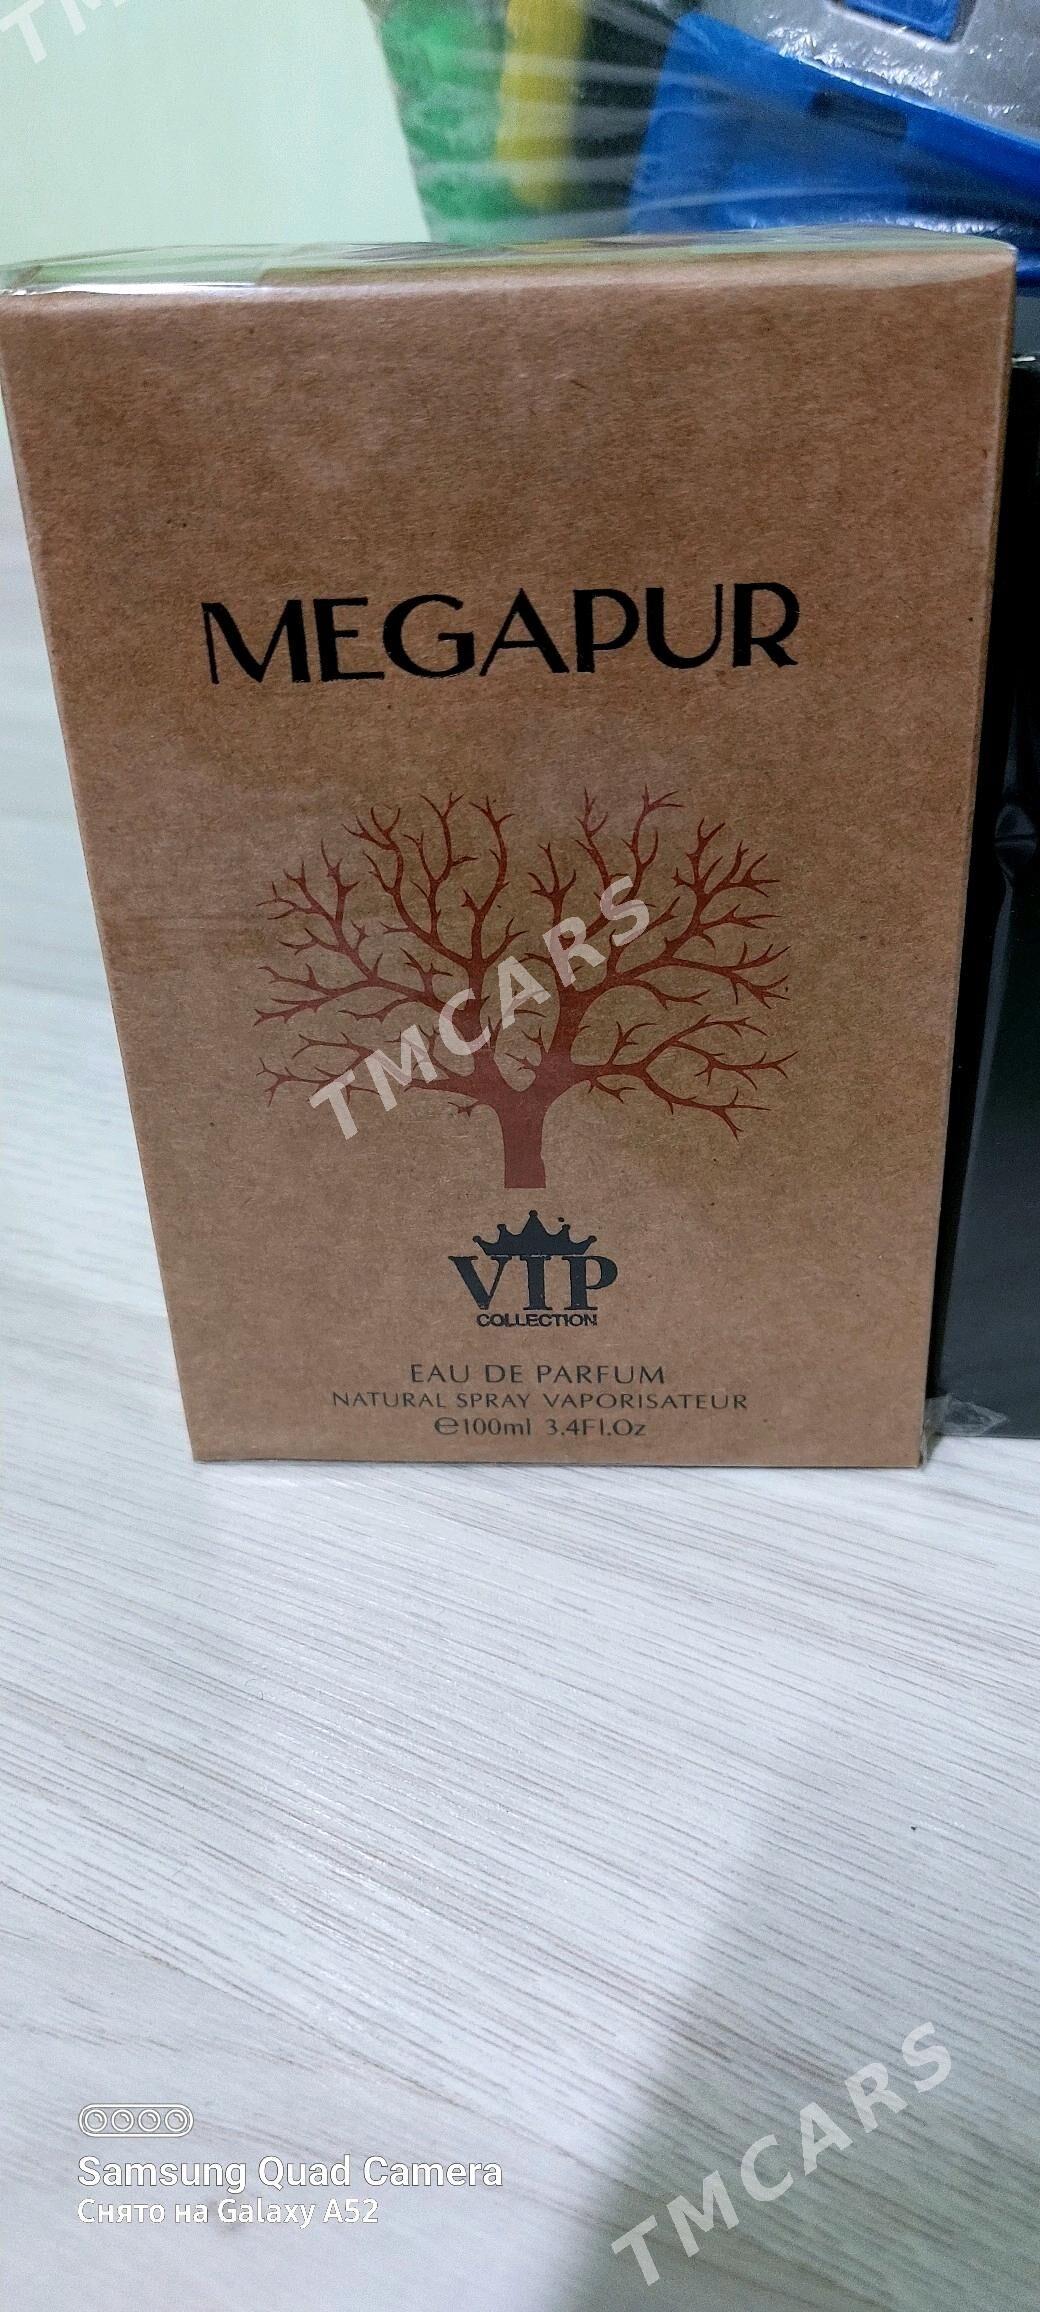 TM
MEGAPUR
TMCARS
VIP
COLLECTION
EAU DE PARFUM
NATURAL SPRAY VAPORISATEUR
℮100ml 3.4Fl.Oz
Samsung Quad Camera
Снято на Galaxy A52
TMCARS